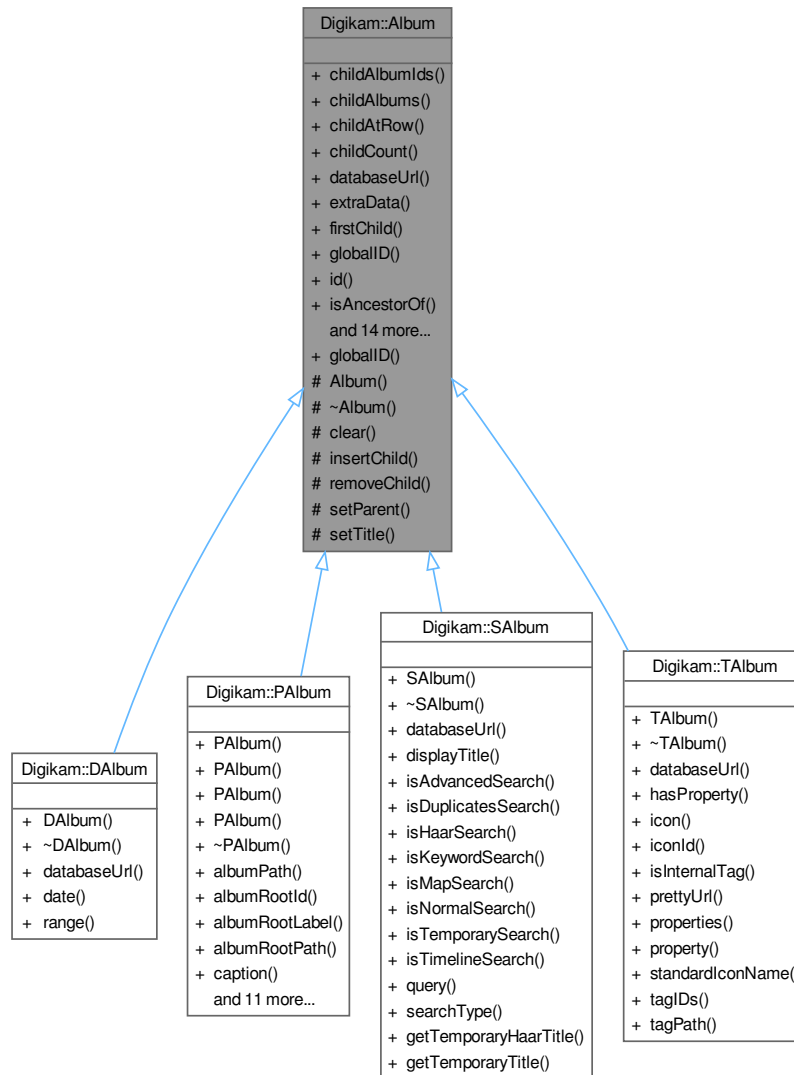 Digikam::Album
+ childAlbumIds()
+ childAlbums()
+ childAtRow()
+ childCount()
+ databaseUrl()
+ extraData()
+ firstChild()
+ globalID()
+ id()
+ isAncestorOf()
and 14 more...
+ globalID()
# Album()
# ~Album()
# clear()
# insertChild()
# removeChild()
# setParent()
# setTitle()
Digikam::DAlbum
+ DAlbum()
+ ~DAlbum()
+ databaseUrl()
+ date()
+ range()
Digikam::PAlbum
+ PAlbum()
+ PAlbum()
+ PAlbum()
+ PAlbum()
+ ~PAlbum()
+ albumPath()
+ albumRootId()
+ albumRootLabel()
+ albumRootPath()
+ caption()
and 11 more...
Digikam::SAlbum
+ SAlbum()
+ ~SAlbum()
+ databaseUrl()
+ displayTitle()
+ isAdvancedSearch()
+ isDuplicatesSearch()
+ isHaarSearch()
+ isKeywordSearch()
+ isMapSearch()
+ isNormalSearch()
+ isTemporarySearch()
+ isTimelineSearch()
+ query()
+ searchType()
+ getTemporaryHaarTitle()
+ getTemporaryTitle()
Digikam::TAlbum
+ TAlbum()
+ ~TAlbum()
+ databaseUrl()
+ hasProperty()
+ icon()
+ iconId()
+ isInternalTag()
+ prettyUrl()
+ properties()
+ property()
+ standardIconName(
+ tagIDs()
+ tagPath()